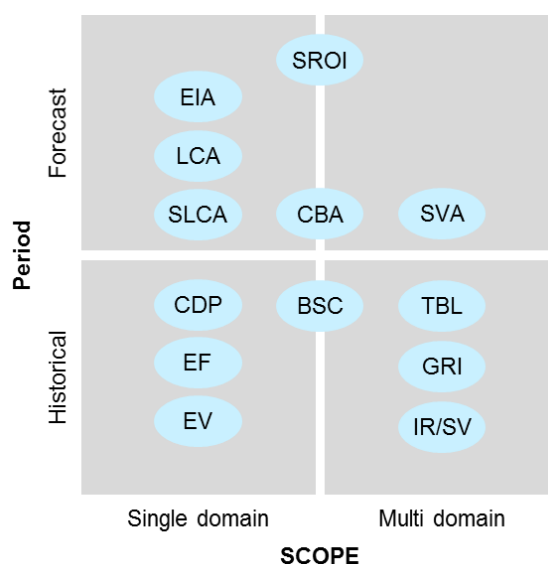 SROI
EIA
LCA
SLCA
CBA
SVA
Forecast
Period
CDP
BSC
TBL
EF
GRI
EV
IR/SV
Historical
Single domain
Multi domain
SCOPE